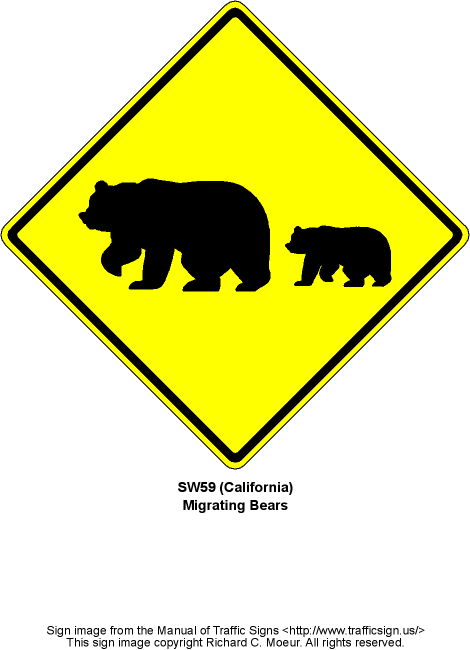 SW59 (California)
Migrating Bears
Sign image from the Manual of Traffic Signs <http://www.trafficsign.us/>
This sign image copyright Richard C. Moeur. All rights reserved.